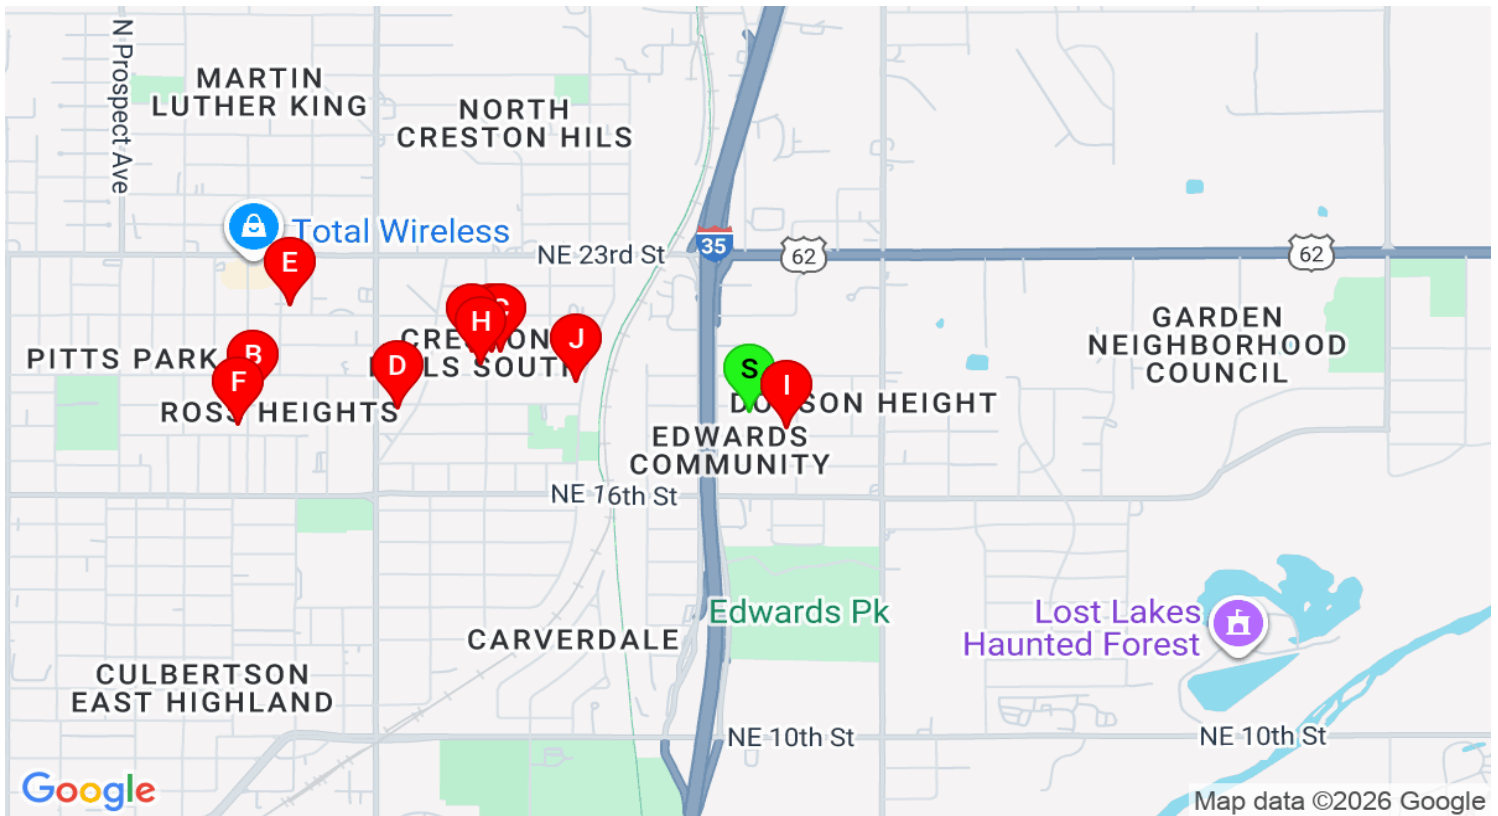 N Prospect Ave
MARTIN
LUTHER KING
NORTH
CRESTON HILS
Total Wireless
E
NE 23rd St
35
62
62
H
J
B
D
F
S
I
PITTS PARK
ROSS HEIGHTS
GARDEN
NEIGHBORHOOD
COUNCIL
HEIGHT
EDWARDS
COMMUNITY
SOUTH
NE 16th St
Edwards Pk
Lost Lakes
Haunted Forest
CARVERDALE
CULBERTSON
EAST HIGHLAND
NE 10th St
NE 10th St
Google
Map data ©2026 Google